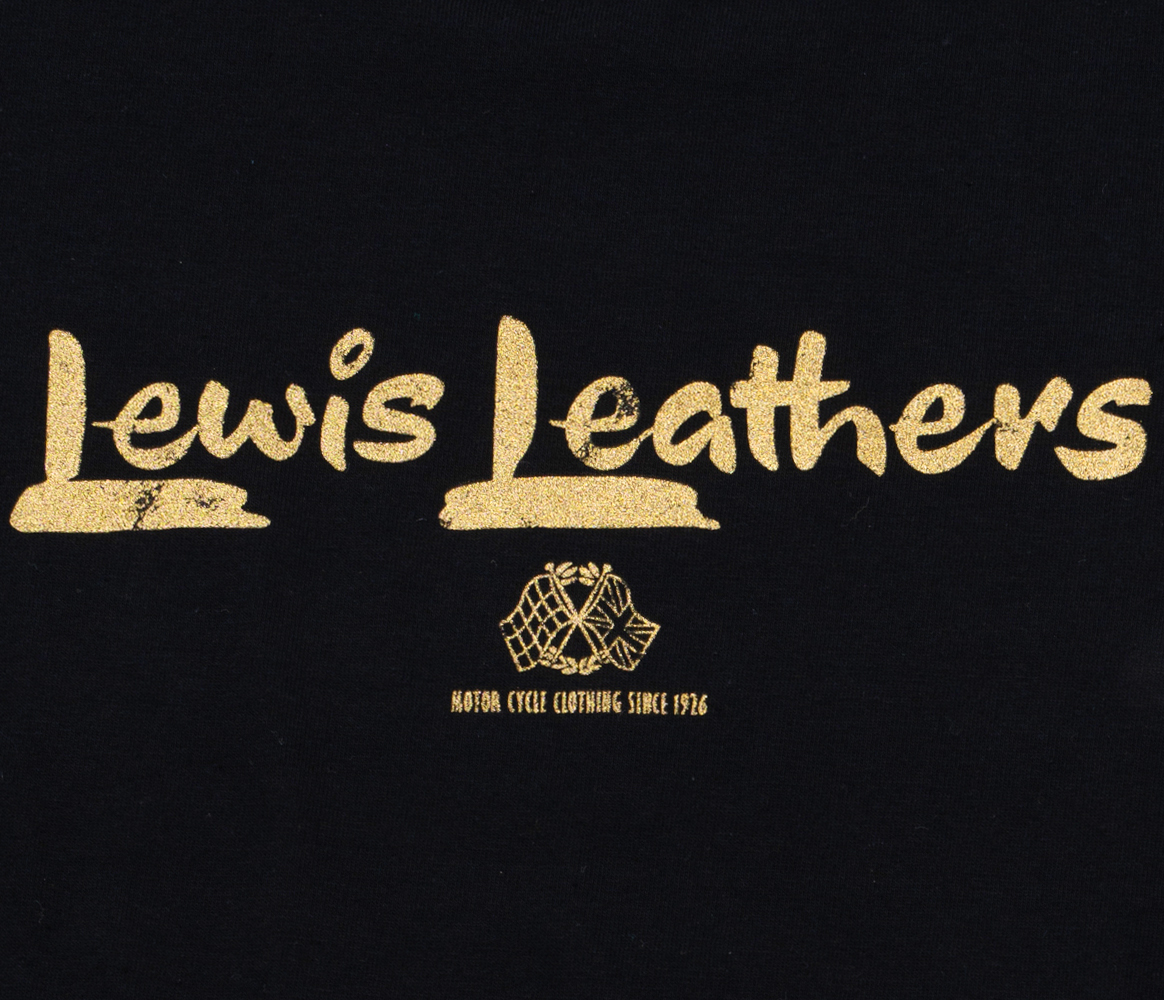 Lewis Leathers
MOTOR CYCLE CLOTHING SINCE 1926